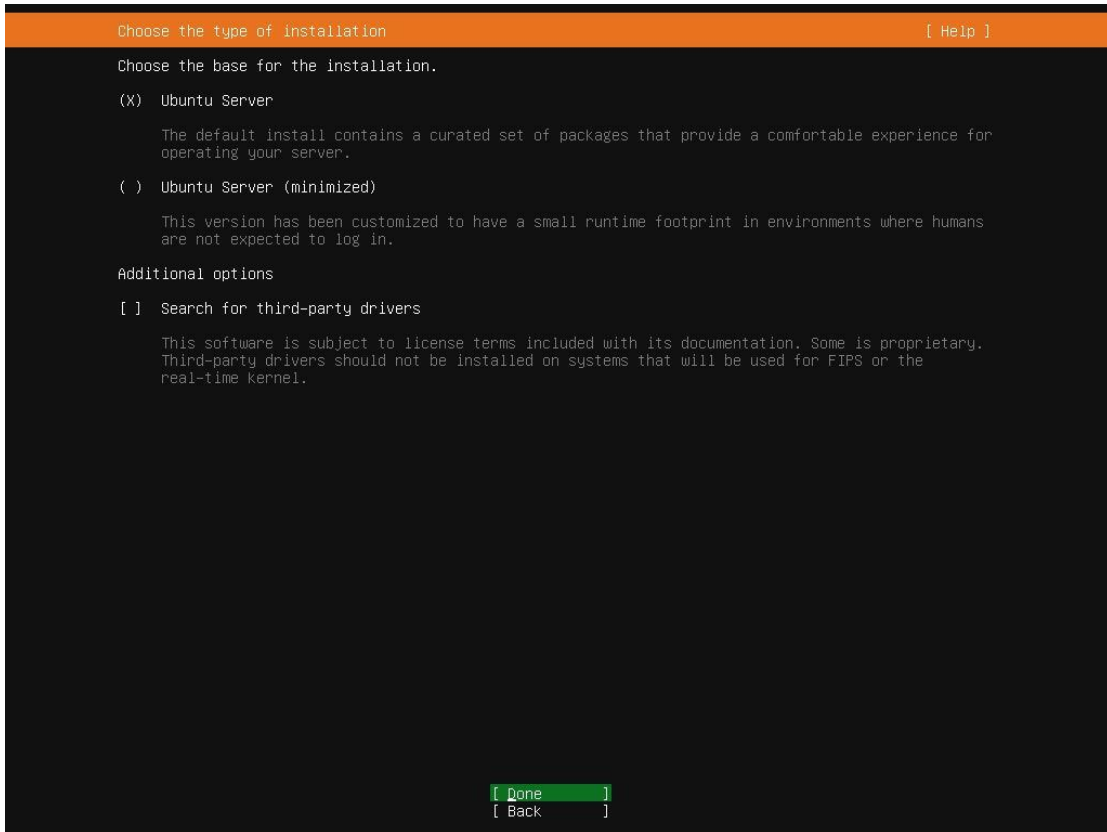 Choose the type of installation [ Help ]
Choose the base for the installation.
(X) Ubuntu Server
The default install contains a curated set of packages that provide a comfortable experience for
operating your server.
( ) Ubuntu Server (minimized)
This version has been customized to have a small runtime footprint in environments where humans
are not expected to log in.
Additional options
[ ] Search for third-party drivers
This software is subject to license terms included with its documentation. Some is proprietary.
Third-party drivers should not be installed on systems that will be used for FIPS or the
real-time kernel.
[ Done ]
[ Back ]